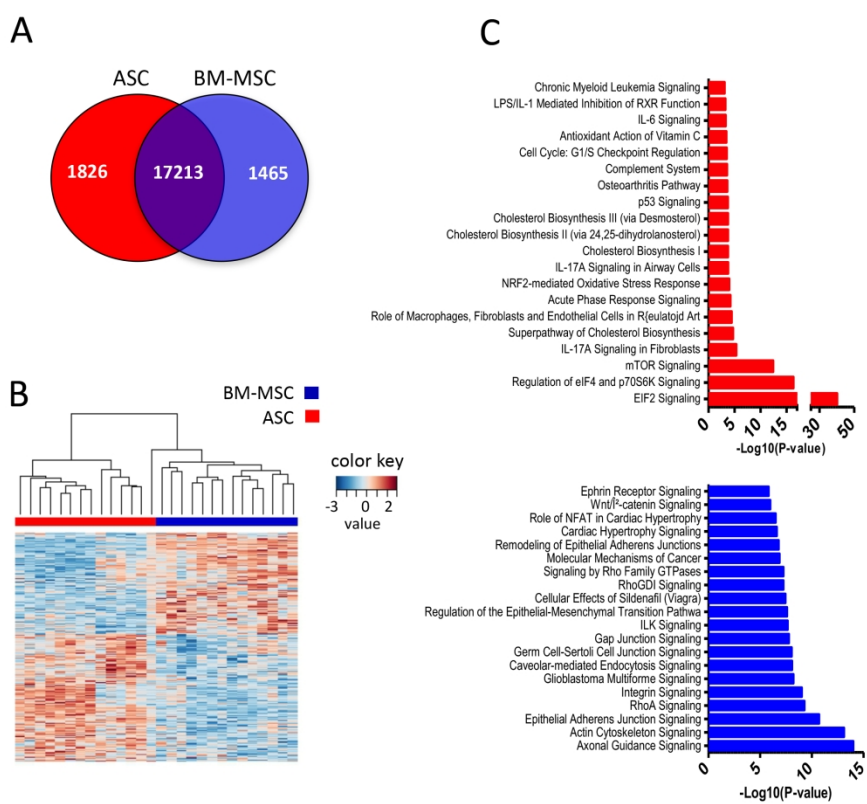 A
ASC BM-MSC
1826 17213 1465
B
BM-MSC
ASC
color key
-3 0 2
value
C
Chronic Myeloid Leukemia Signaling
LPS/IL-1 Mediated Inhibition of RXR Function
IL-6 Signaling
Antioxidant Action of Vitamin C
Cell Cycle: G1/S Checkpoint Regulation
Complement System
Osteoarthritis Pathway
p53 Signaling
Cholesterol Biosynthesis III (via Desmosterol)
Cholesterol Biosynthesis II (via 24,25-dihydrolanosterol)
Cholesterol Biosynthesis I
IL-17A Signaling in Airway Cells
NRF2-mediated Oxidative Stress Response
Acute Phase Response Signaling
Role of Macrophages, Fibroblasts and Endothelial Cells in R{eulatojd Art
Superpathway of Cholesterol Biosynthesis
IL-17A Signaling in Fibroblasts
mTOR Signaling
Regulation of eIF4 and p70S6K Signaling
EIF2 Signaling
0 5 10 15 30 50
-Log10(P-value)
Ephrin Receptor Signaling
Wnt/Î²-catenin Signaling
Role of NFAT in Cardiac Hypertrophy
Cardiac Hypertrophy Signaling
Remodeling of Epithelial Adherens Junctions
Molecular Mechanisms of Cancer
Signaling by Rho Family GTPases
RhoGDI Signaling
Cellular Effects of Sildenafil (Viagra)
Regulation of the Epithelial-Mesenchymal Transition Pathwa
ILK Signaling
Gap Junction Signaling
Germ Cell-Sertoli Cell Junction Signaling
Caveolar-mediated Endocytosis Signaling
Glioblastoma Multiforme Signaling
Integrin Signaling
RhoA Signaling
Epithelial Adherens Junction Signaling
Actin Cytoskeleton Signaling
Axonal Guidance Signaling
0 5 10 15
-Log10(P-value)